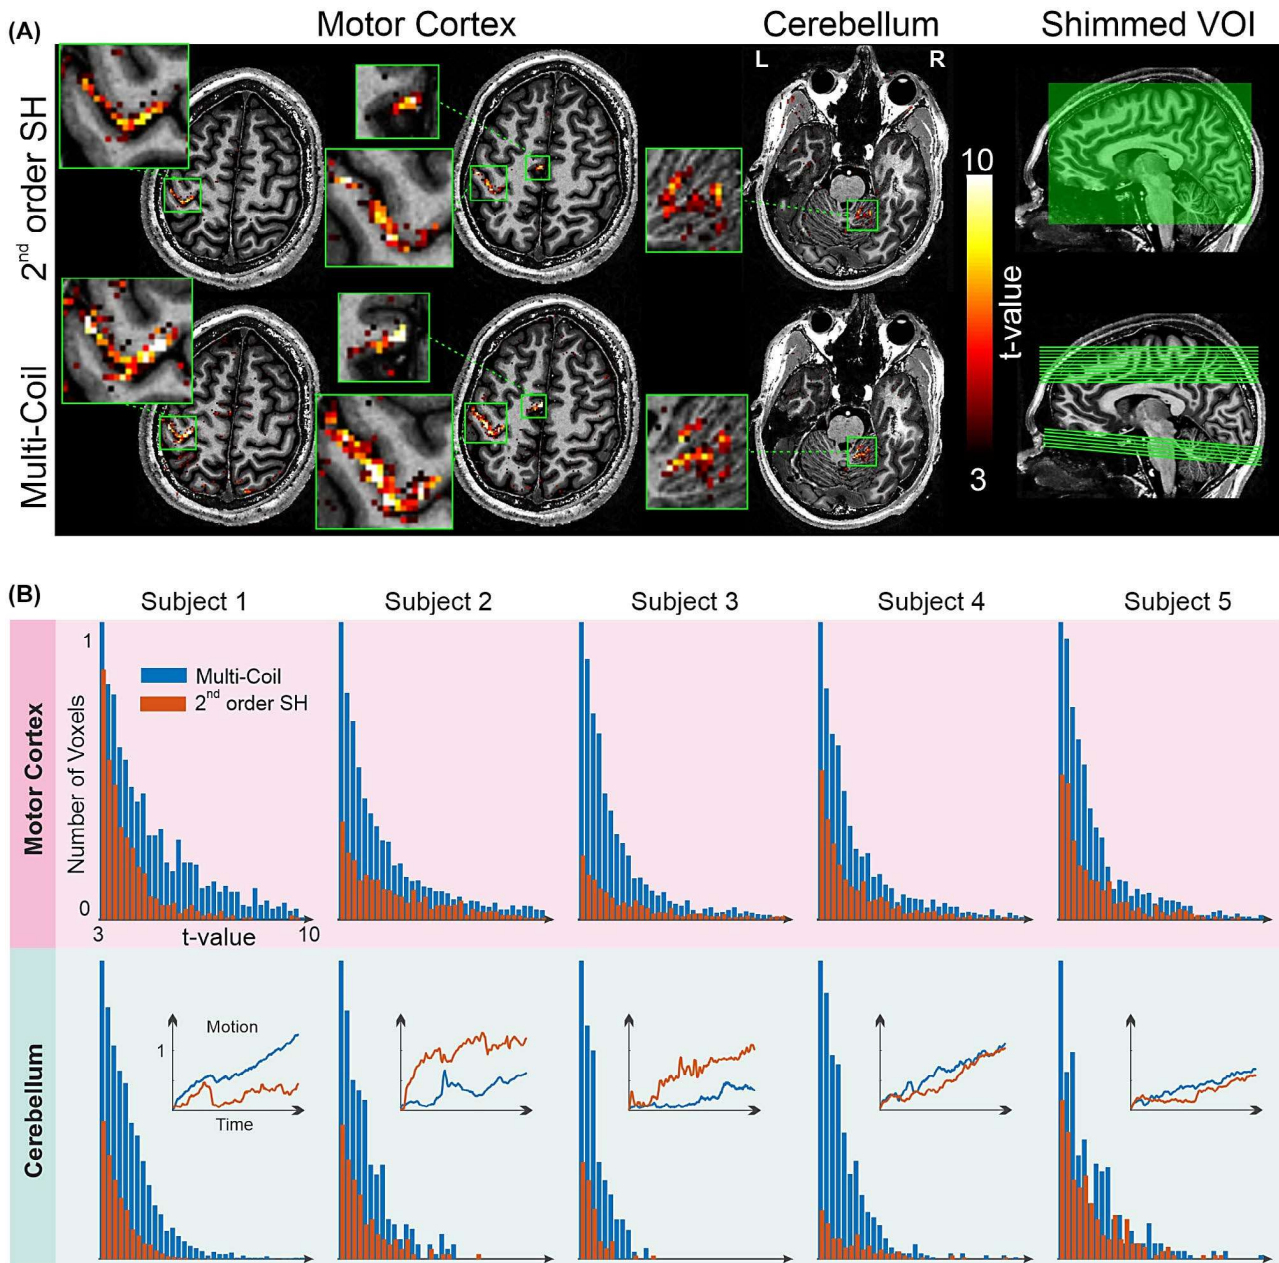 (A)
Motor Cortex
Cerebellum
Shimmed VOI
2nd order SH
L
R
10
t-value
3
Multi-Coil
(B)
Subject 1
Subject 2
Subject 3
Subject 4
Subject 5
Motor Cortex
Number of Voxels
1
Multi-Coil
2nd order SH
0
3
t-value
10
Cerebellum
Motion
1
Time